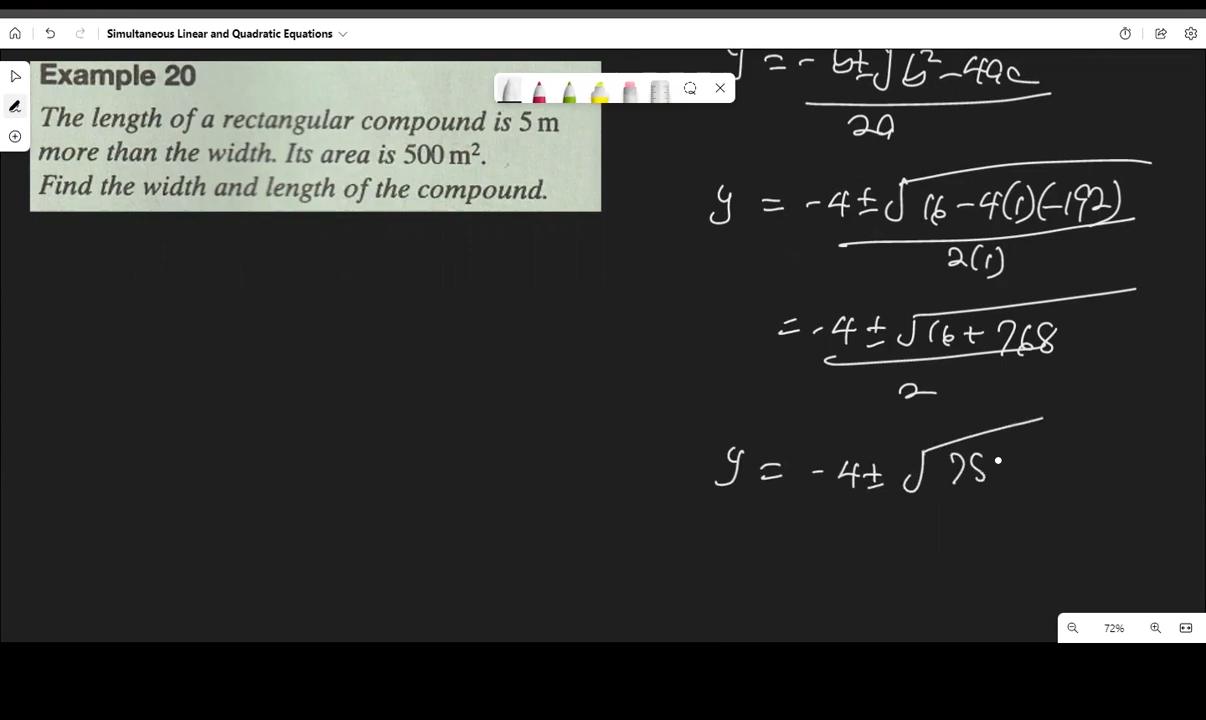 Simultaneous Linear and Quadratic Equations
Example 20
The length of a rectangular compound is 5 m
more than the width. Its area is 500 m².
Find the width and length of the compound.
y = -b±√b²-4ac
2a
y = -4±√16-4(1)(-192)
2(1)
= -4±√16+768
2
y = -4±√78
72%